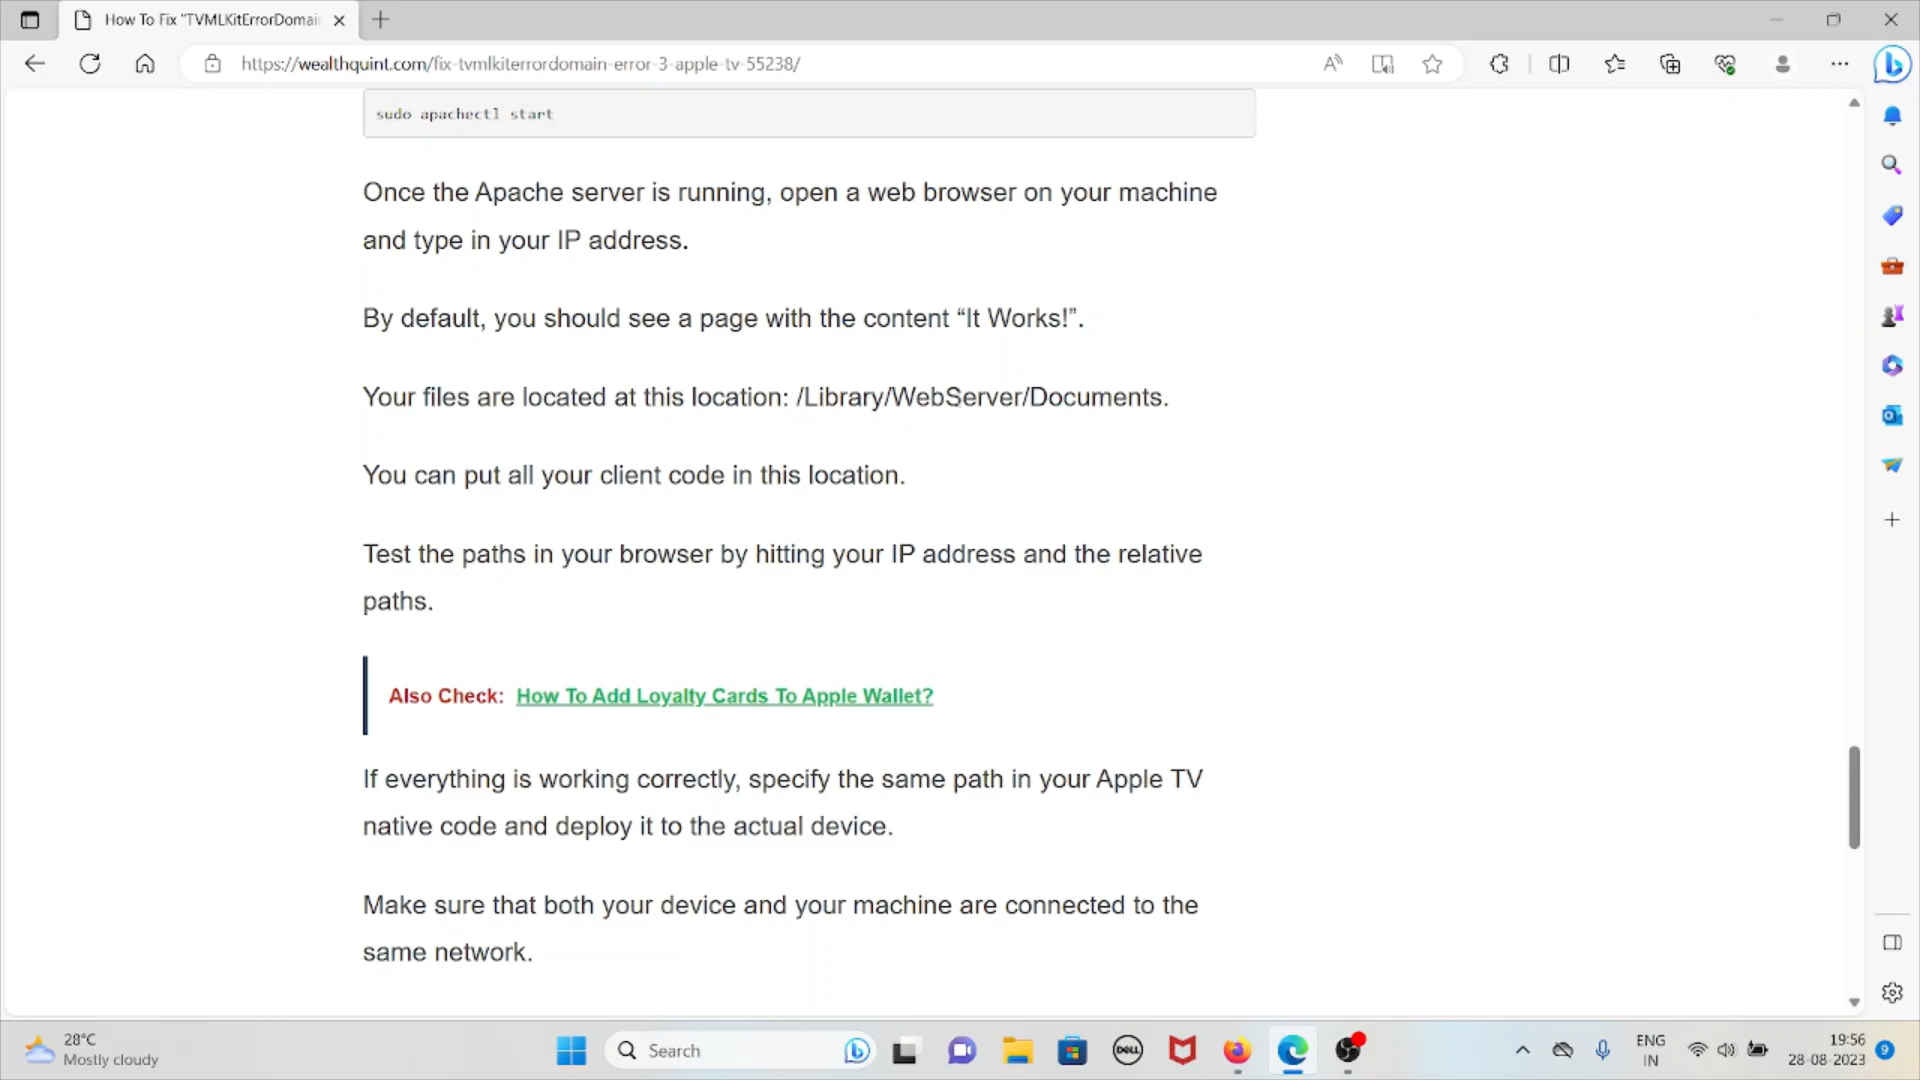 How To Fix "TVMLKitErrorDomain
https://wealthquint.com/fix-tvmlkiterrordomain-error-3-apple-tv-55238/
sudo apachectl start
Once the Apache server is running, open a web browser on your machine
and type in your IP address.
By default, you should see a page with the content “It Works!”.
Your files are located at this location: /Library/WebServer/Documents.
You can put all your client code in this location.
Test the paths in your browser by hitting your IP address and the relative
paths.
Also Check: How To Add Loyalty Cards To Apple Wallet?
If everything is working correctly, specify the same path in your Apple TV
native code and deploy it to the actual device.
Make sure that both your device and your machine are connected to the
same network.
28°C
Mostly cloudy
Search
DELL
ENG
IN
19:56
28-08-2023
9